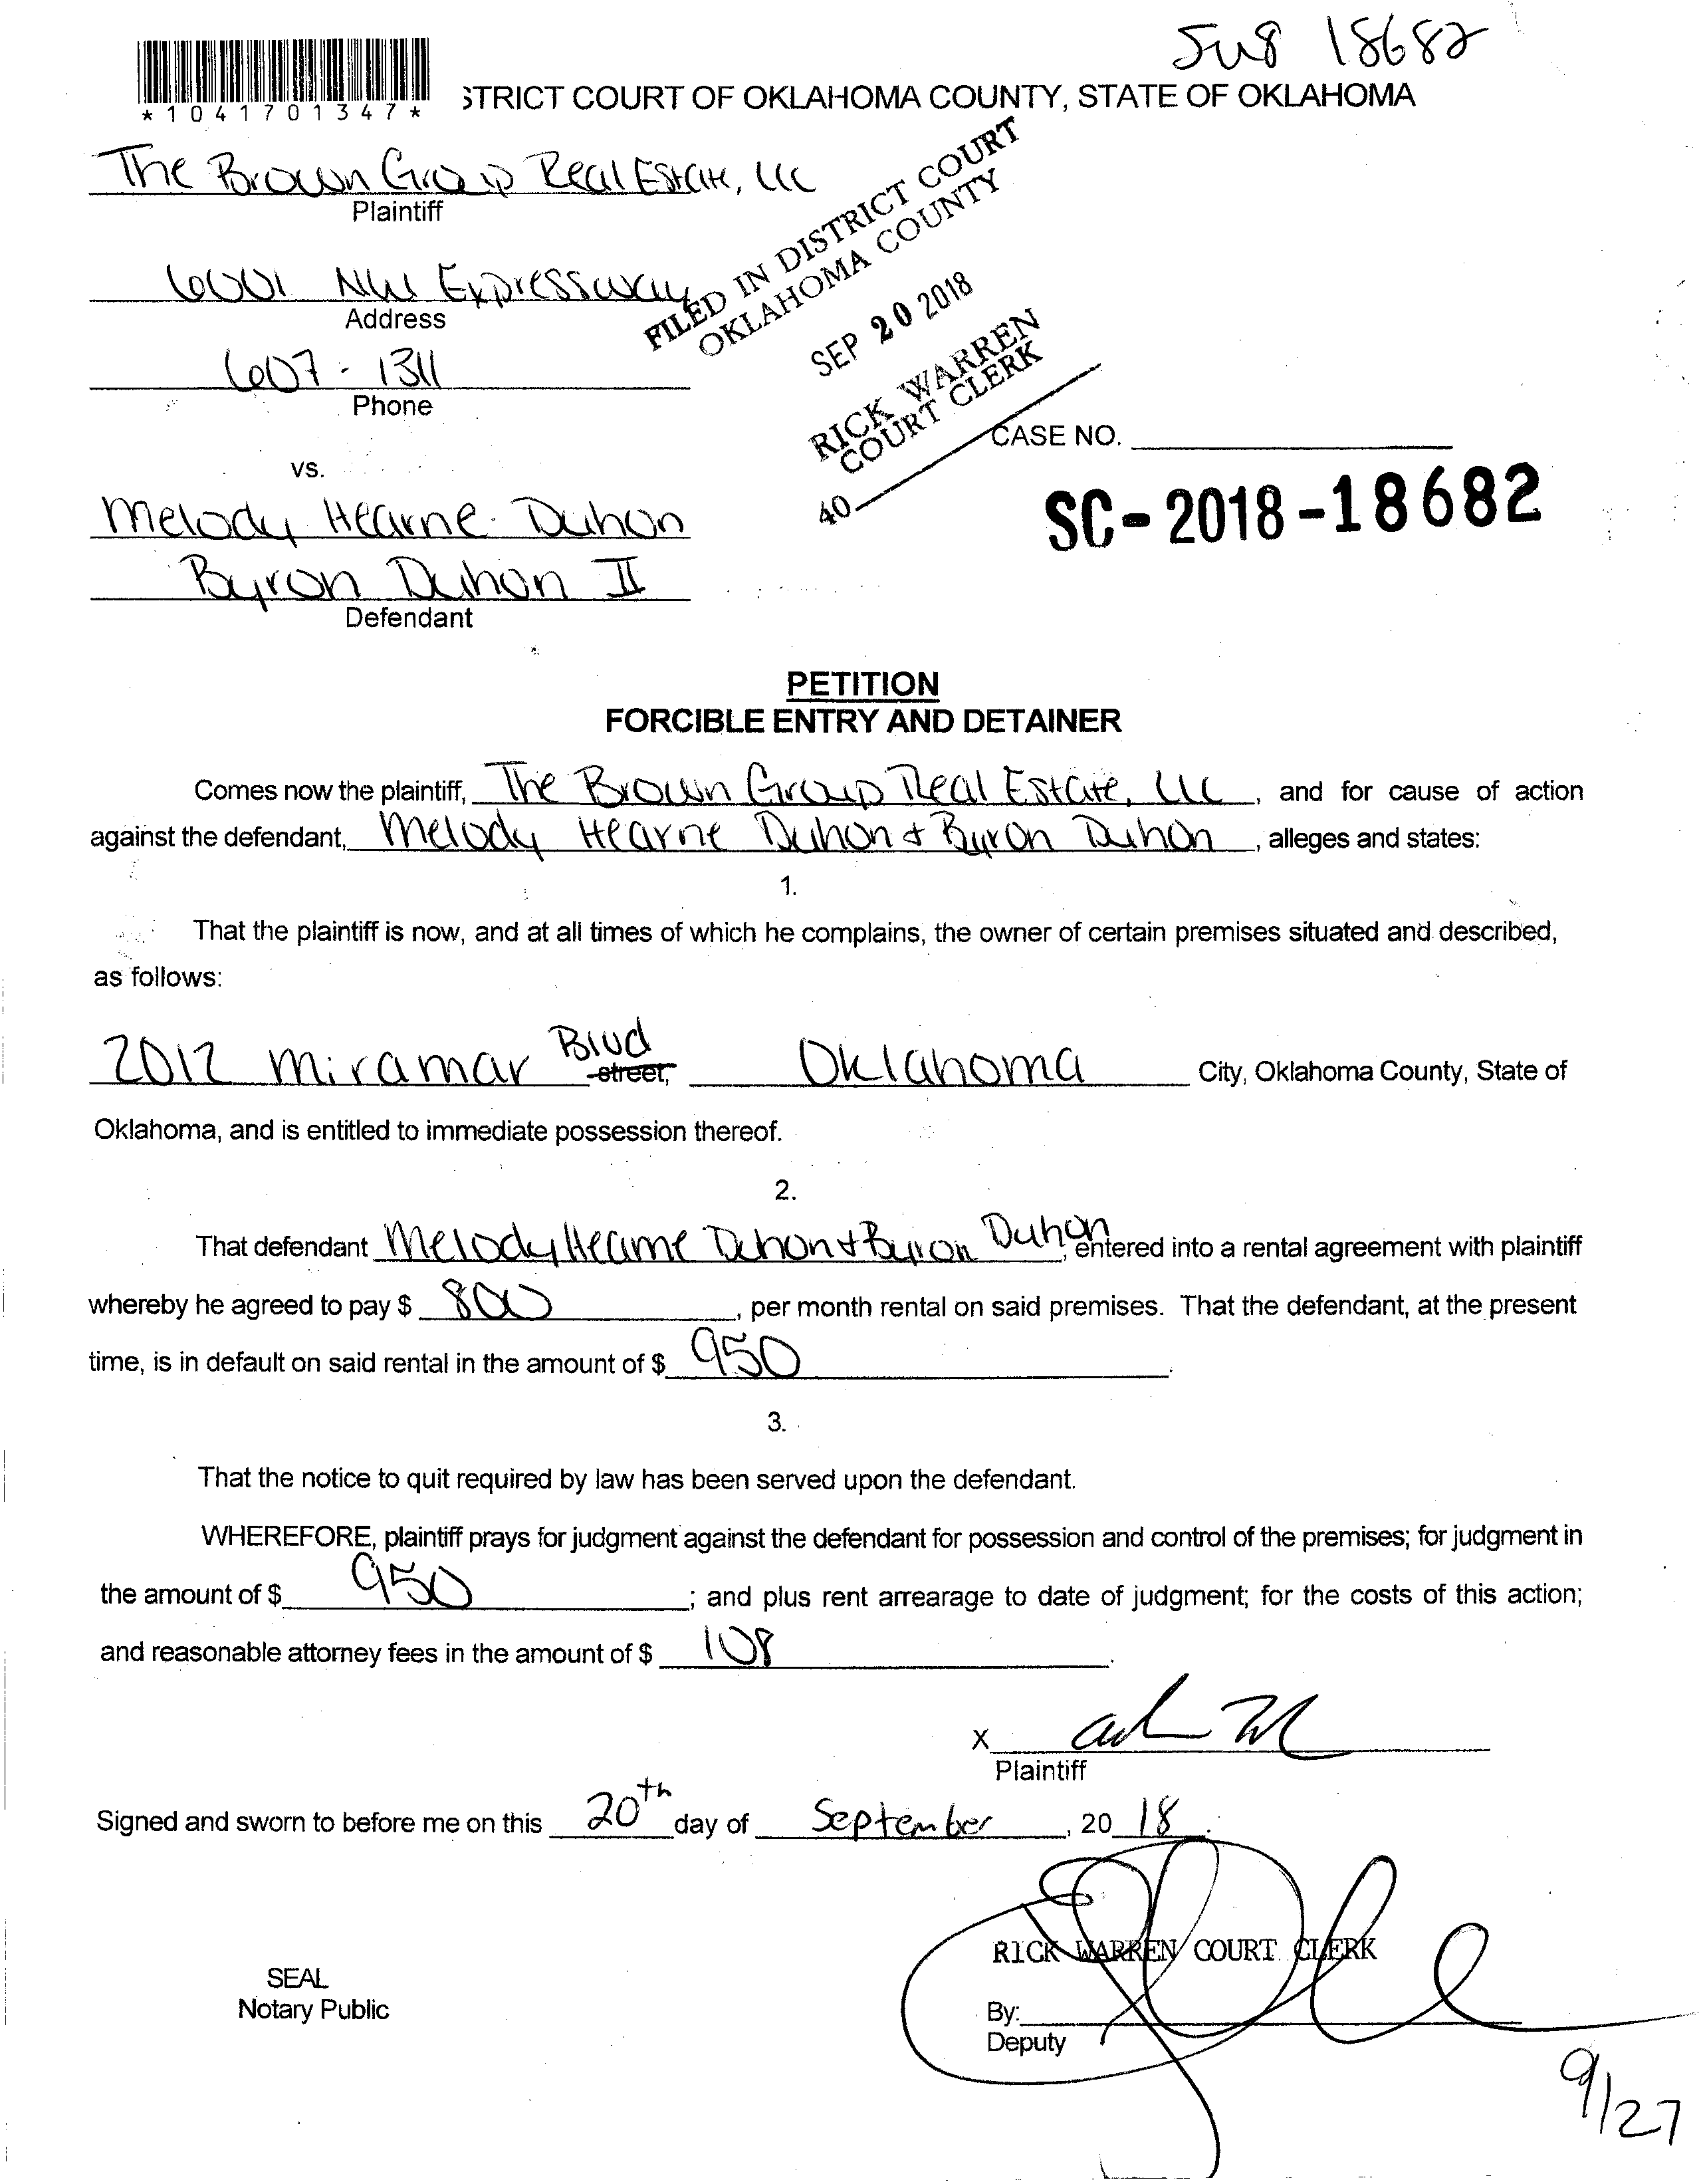 18682
*1041701347*
STRICT COURT OF OKLAHOMA COUNTY, STATE OF OKLAHOMA
The Brown Group Real Estate, LLC
Plaintiff
FILED IN DISTRICT COURT
OKLAHOMA COUNTY
6001 NW Expressway
Address
SEP 20 2018
607-1311
Phone
RICK WARREN
COURT CLERK
40
CASE NO.
vs.
SC-2018-18682
Melody Hearne-Duhon
Byron Duhon II
Defendant
PETITION
FORCIBLE ENTRY AND DETAINER
Comes now the plaintiff, The Brown Group Real Estate, LLC, and for cause of action
against the defendant, Melody Hearne Duhon + Byron Duhon, alleges and states:
1.
That the plaintiff is now, and at all times of which he complains, the owner of certain premises situated and described,
as follows:
2012 Miramar Blvd street, Oklahoma City, Oklahoma County, State of
Oklahoma, and is entitled to immediate possession thereof.
2.
That defendant Melody Hearne Duhon + Byron Duhon, entered into a rental agreement with plaintiff
whereby he agreed to pay $ 800, per month rental on said premises. That the defendant, at the present
time, is in default on said rental in the amount of $ 950.
3.
That the notice to quit required by law has been served upon the defendant.
WHEREFORE, plaintiff prays for judgment against the defendant for possession and control of the premises; for judgment in
the amount of $ 950; and plus rent arrearage to date of judgment; for the costs of this action;
and reasonable attorney fees in the amount of $ 108.
X
Plaintiff
Signed and sworn to before me on this 20th day of September, 2018.
RICK WARREN COURT CLERK
SEAL
Notary Public
By:
Deputy
9/27